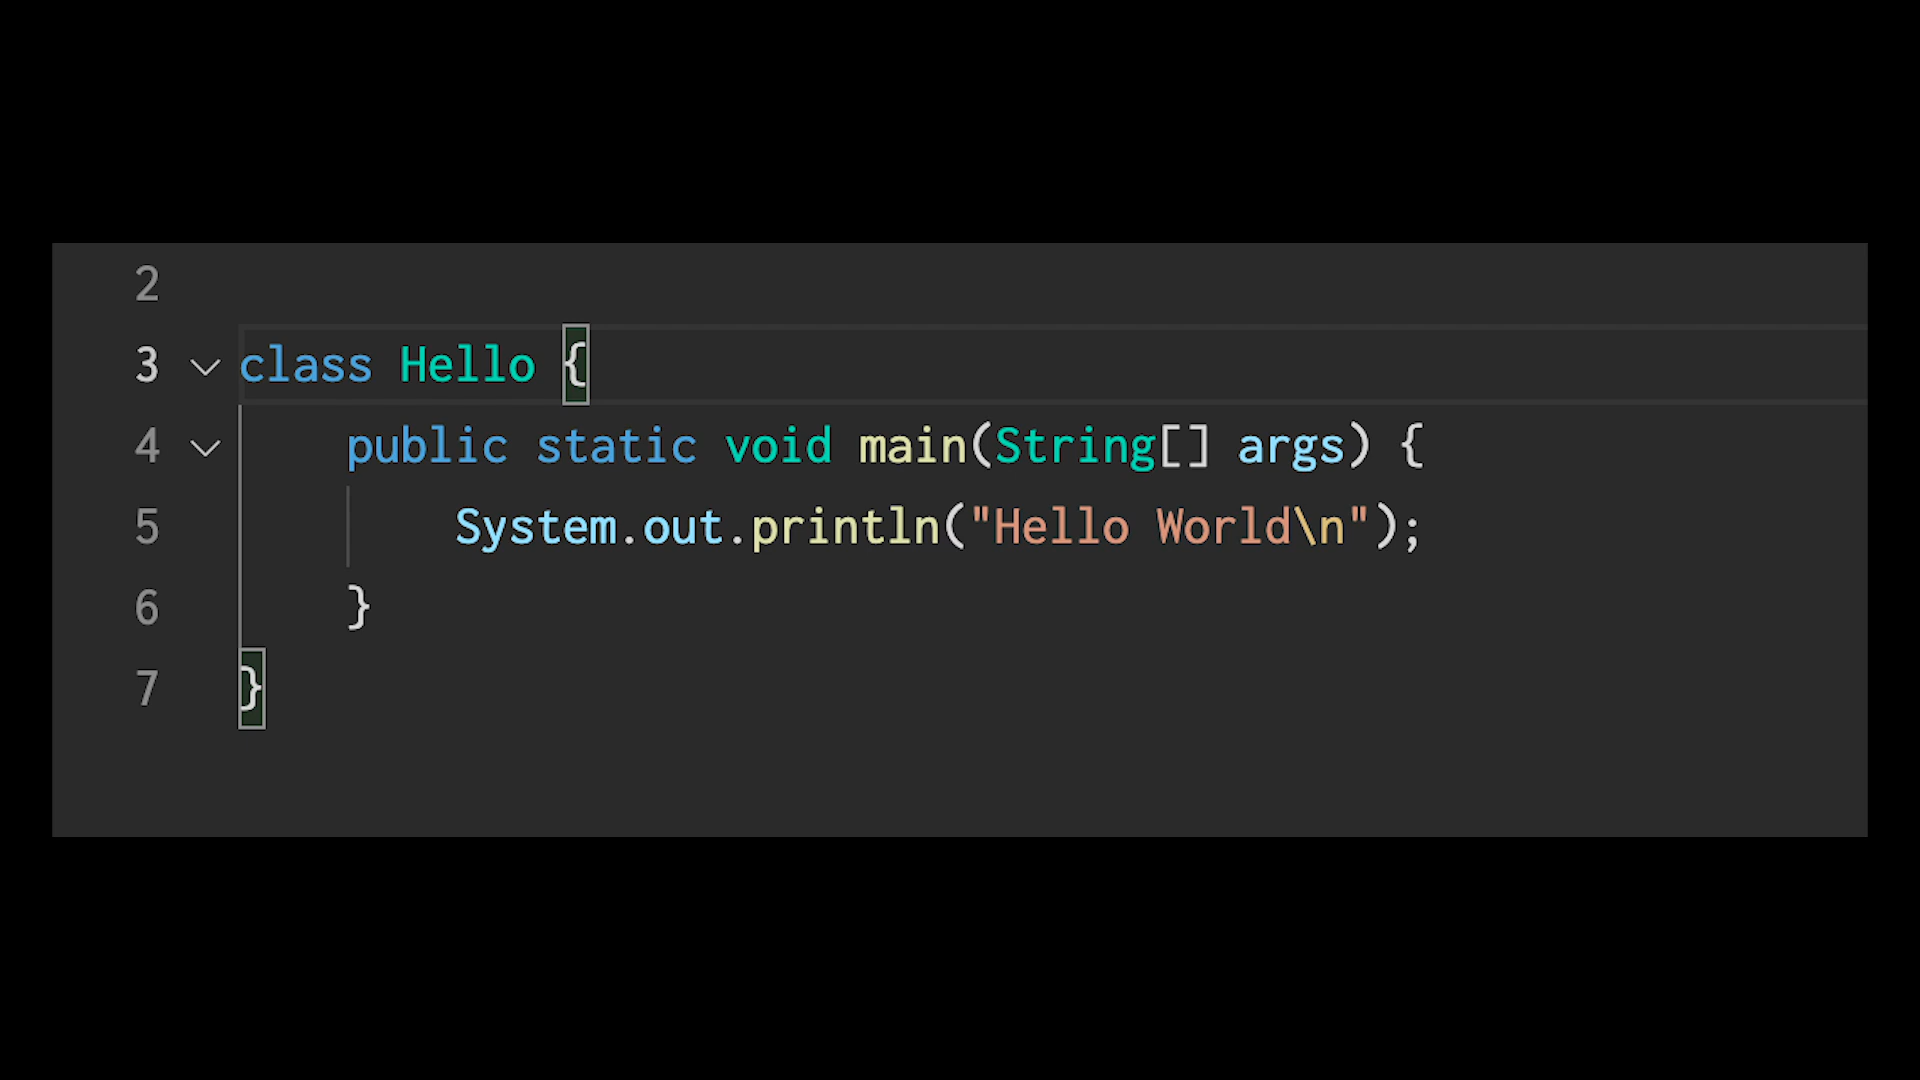 2
3 class Hello {
4 public static void main(String[] args) {
5 System.out.println("Hello World\n");
6 }
7 }